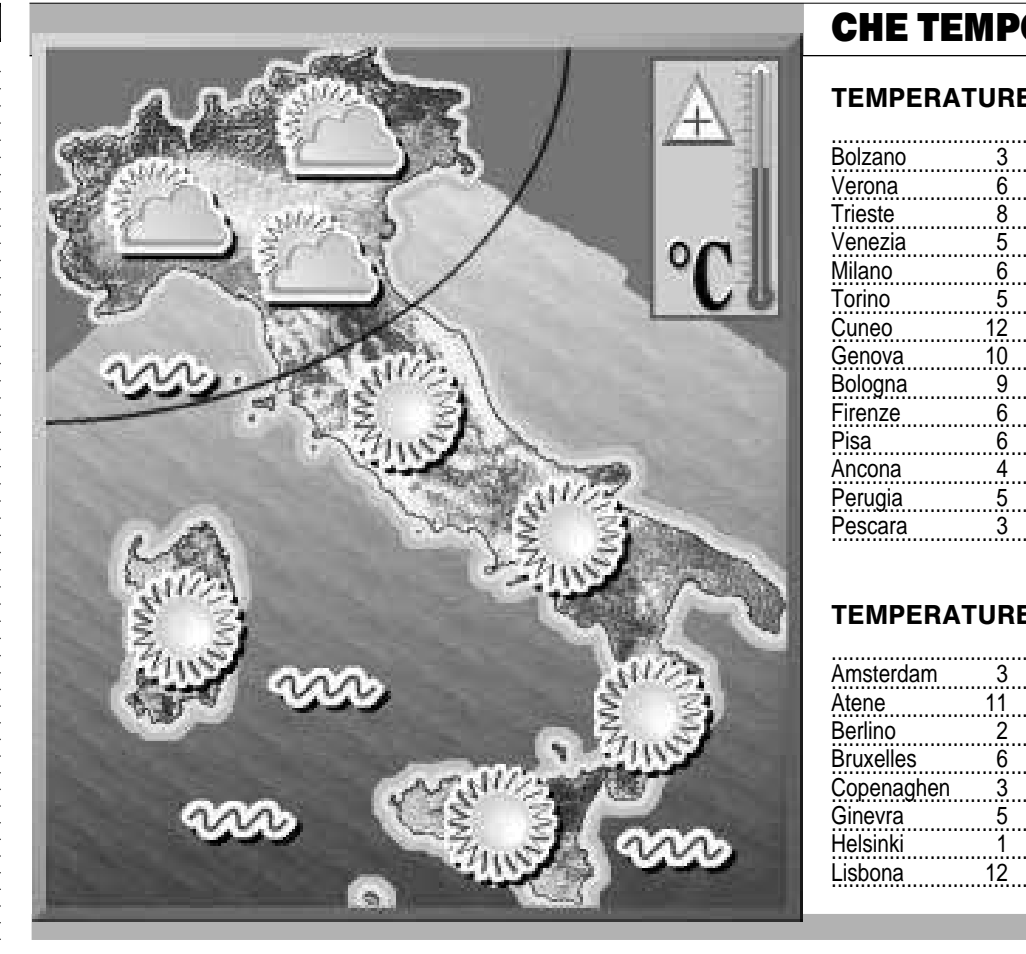 CHE TEMPO
TEMPERATURE
Bolzano 3
Verona 6
Trieste 8
Venezia 5
Milano 6
Torino 5
Cuneo 12
Genova 10
Bologna 9
Firenze 6
Pisa 6
Ancona 4
Perugia 5
Pescara 3
TEMPERATURE
Amsterdam 3
Atene 11
Berlino 2
Bruxelles 6
Copenaghen 3
Ginevra 5
Helsinki 1
Lisbona 12
+
°C